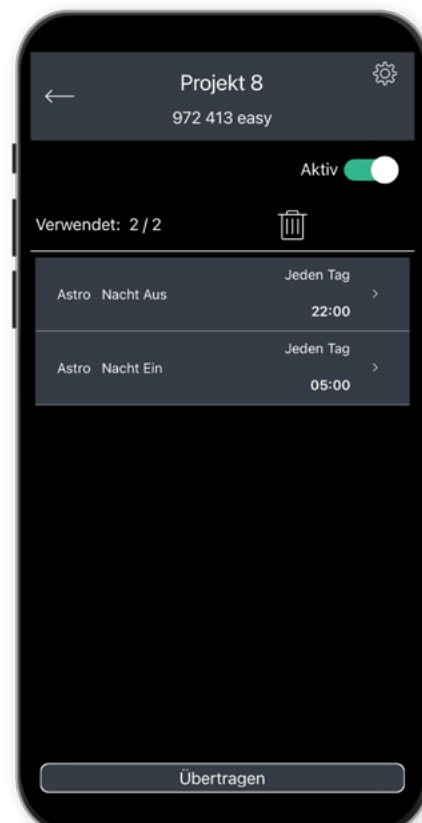 Projekt 8
972 413 easy
Aktiv
Verwendet: 2 / 2
Jeden Tag
Astro Nacht Aus
22:00
Jeden Tag
Astro Nacht Ein
05:00
Übertragen